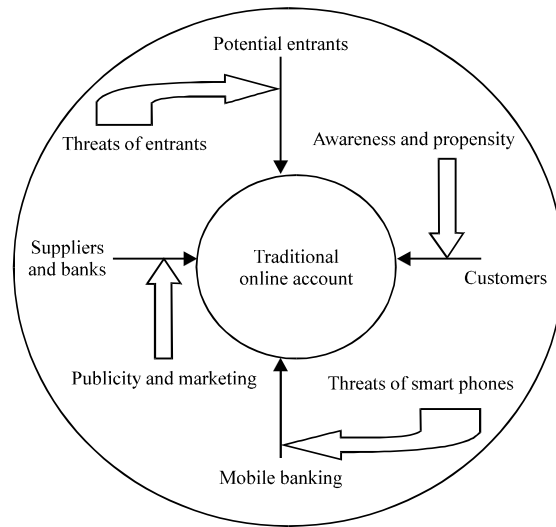 Potential entrants
Threats of entrants
Awareness and propensity
Suppliers
and banks
Traditional
online account
Customers
Publicity and marketing
Threats of smart phones
Mobile banking